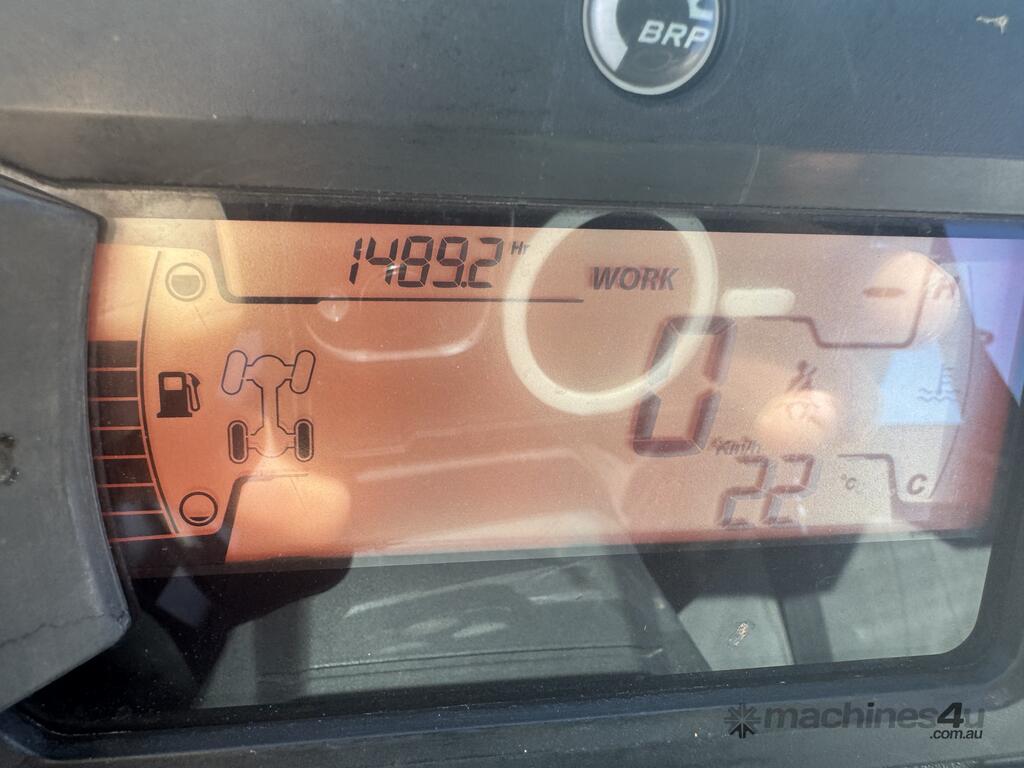 BRP
1489.2 Hr
WORK
0
Km/h
22 °C
C
machines4u
.com.au